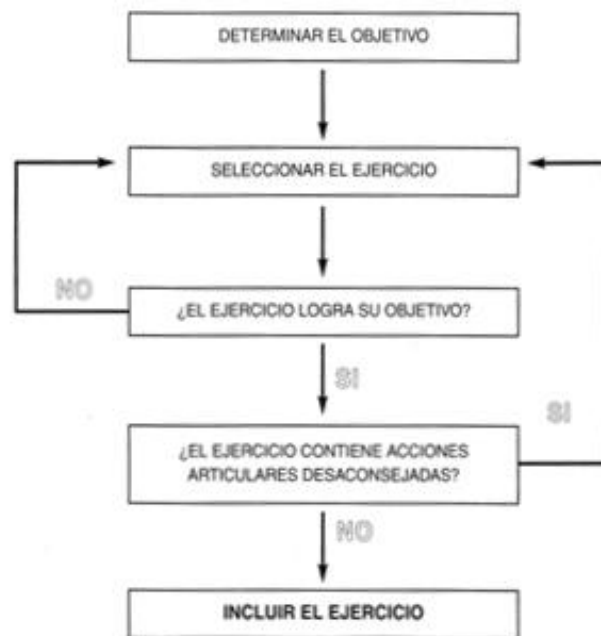 DETERMINAR EL OBJETIVO
SELECCIONAR EL EJERCICIO
NO
¿EL EJERCICIO LOGRA SU OBJETIVO?
SI
SI
¿EL EJERCICIO CONTIENE ACCIONES
ARTICULARES DESACONSEJADAS?
NO
INCLUIR EL EJERCICIO